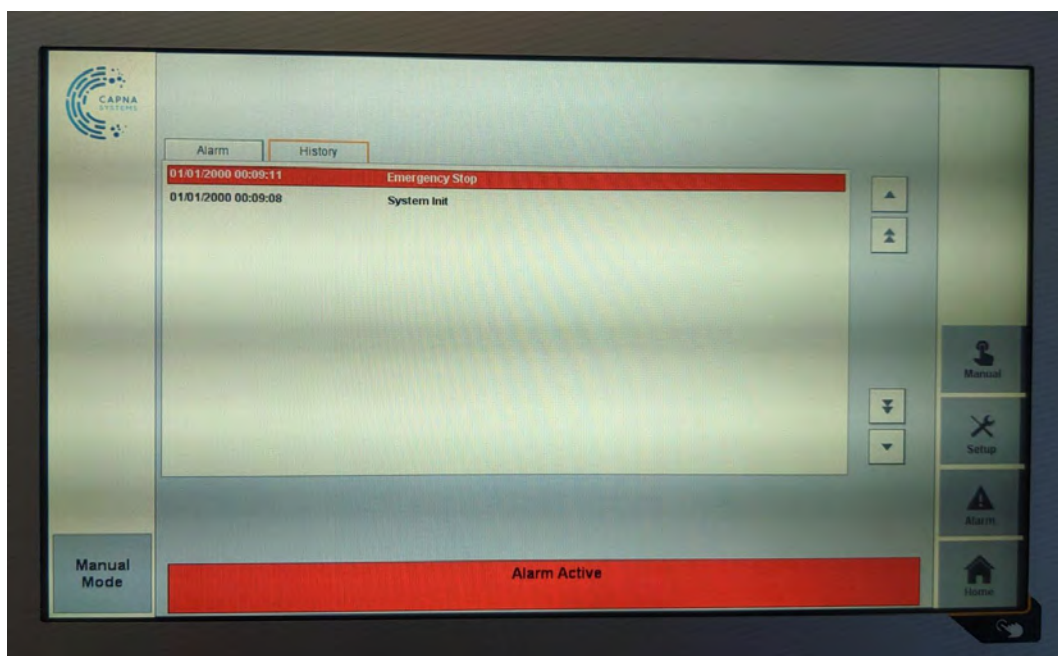 CAPNA
SYSTEMS
Alarm
History
01/01/2000 00:09:11 Emergency Stop
01/01/2000 00:09:08 System Init
Manual
Setup
Alarm
Home
Manual
Mode
Alarm Active